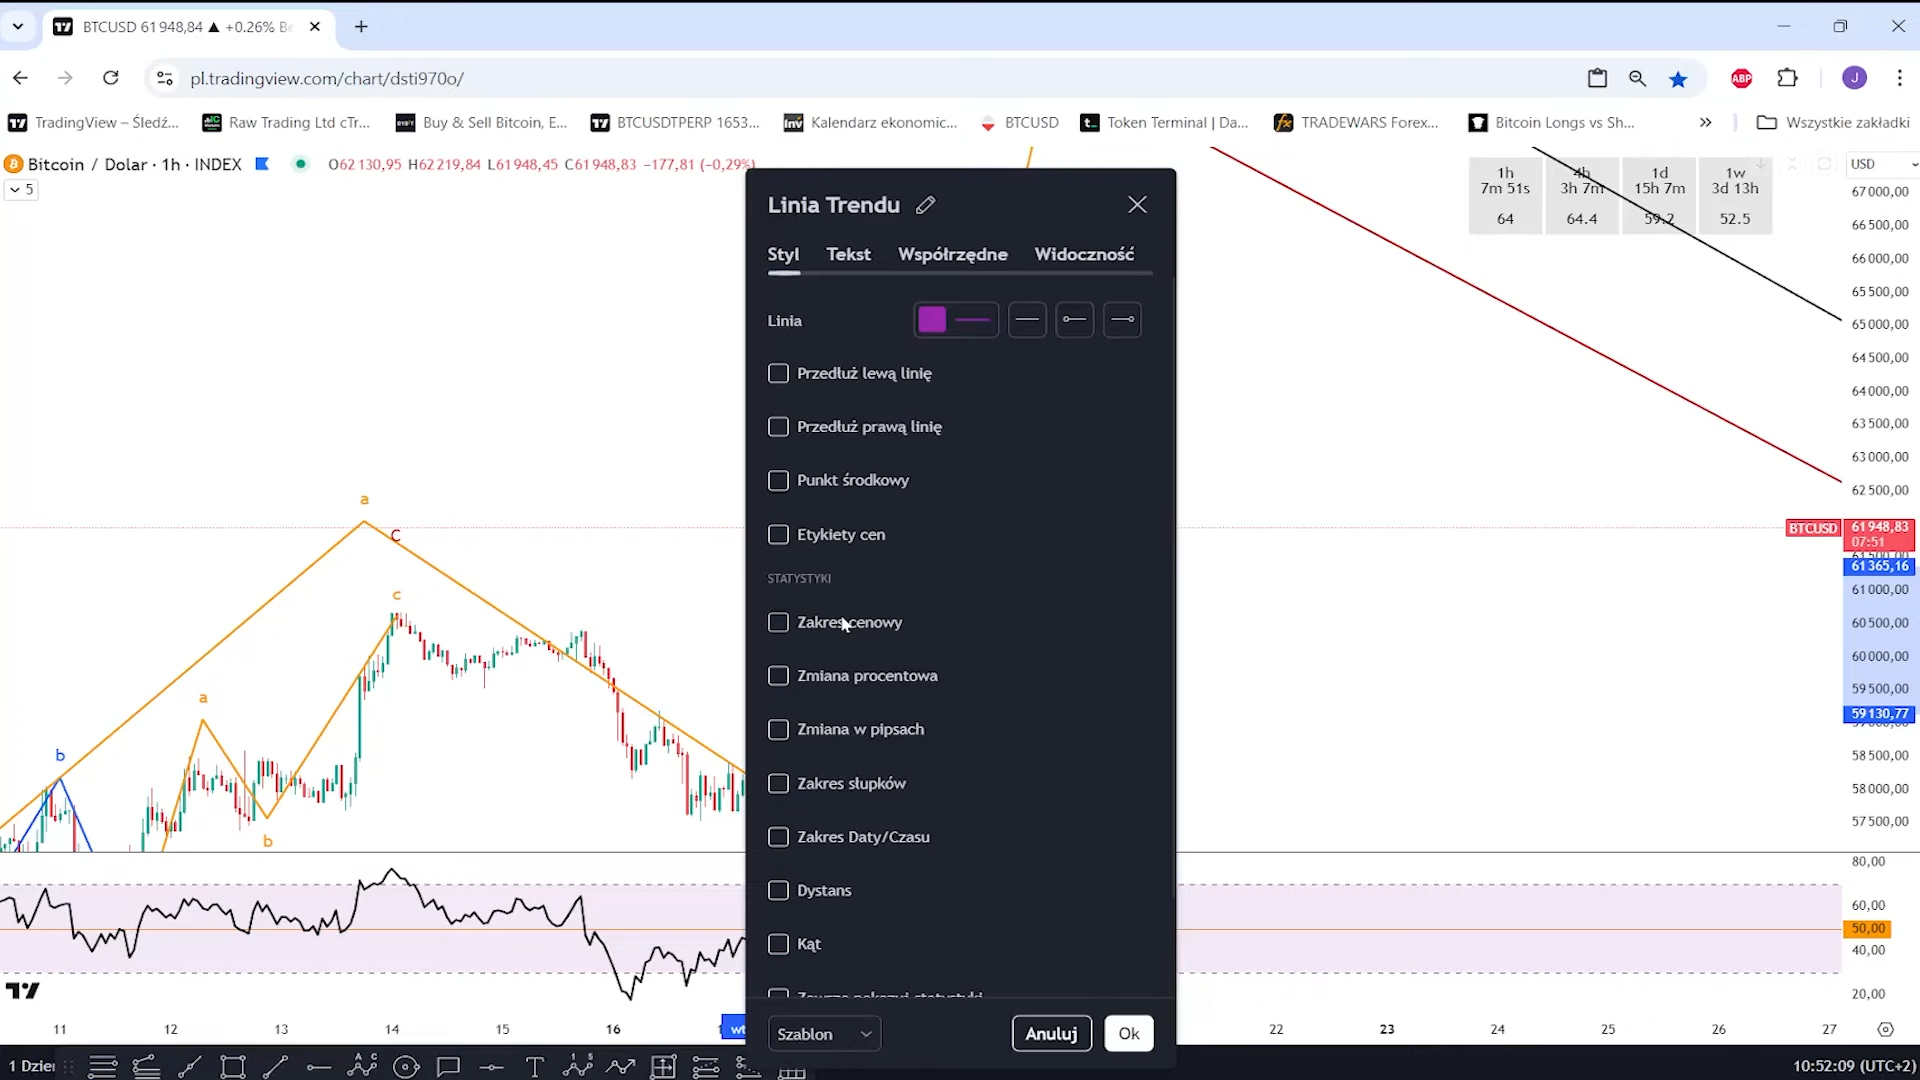 BTCUSD 61 948,84 ▲ +0.26% Be
pl.tradingview.com/chart/dsti970o/
ABP
J
TradingView – Śledź...
Raw Trading Ltd cTr...
Buy & Sell Bitcoin, E...
BTCUSDTPERP 1653...
Kalendarz ekonomic...
BTCUSD
Token Terminal | Da...
TRADEWARS Forex...
Bitcoin Longs vs Sh...
Wszystkie zakładki
Bitcoin / Dolar · 1h · INDEX
O62 130,95 H62 219,84 L61 948,45 C61 948,83 −177,81 (−0,29%)
5
1h
7m 51s
64
4h
3h 7m
64.4
1d
15h 7m
59.2
1w
3d 13h
52.5
USD
67 000,00
66 500,00
66 000,00
65 500,00
65 000,00
64 500,00
64 000,00
63 500,00
63 000,00
62 500,00
BTCUSD
61 948,83
07:51
61 365,16
61 000,00
60 500,00
60 000,00
59 500,00
59 130,77
58 500,00
58 000,00
57 500,00
80,00
60,00
50,00
40,00
20,00
a
C
c
a
b
b
Linia Trendu
Styl
Tekst
Współrzędne
Widoczność
Linia
Przedłuż lewą linię
Przedłuż prawą linię
Punkt środkowy
Etykiety cen
STATYSTYKI
Zakres cenowy
Zmiana procentowa
Zmiana w pipsach
Zakres słupków
Zakres Daty/Czasu
Dystans
Kąt
Zawsze pokazuj statystyki
Szablon
Anuluj
Ok
11
12
13
14
15
16
wt
22
23
24
25
26
27
1 Dzień
10:52:09 (UTC+2)